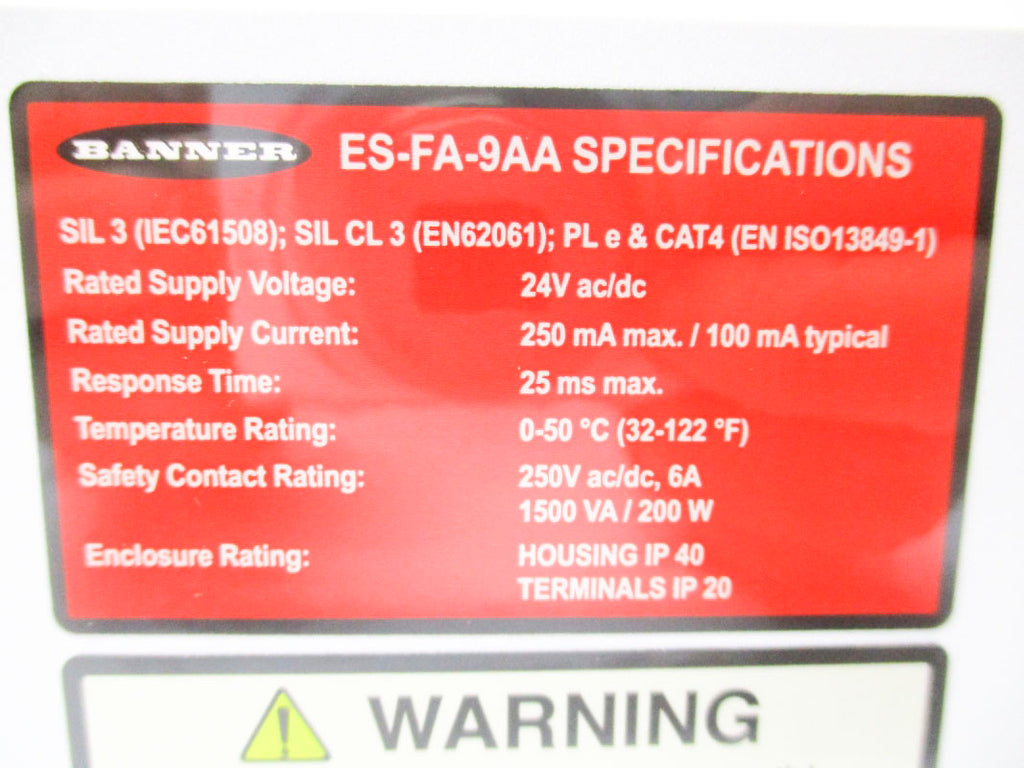 BANNER ES-FA-9AA SPECIFICATIONS
SIL 3 (IEC61508); SIL CL 3 (EN62061); PL e & CAT4 (EN ISO13849-1)
Rated Supply Voltage: 24V ac/dc
Rated Supply Current: 250 mA max. / 100 mA typical
Response Time: 25 ms max.
Temperature Rating: 0-50 °C (32-122 °F)
Safety Contact Rating: 250V ac/dc, 6A
1500 VA / 200 W
Enclosure Rating: HOUSING IP 40
TERMINALS IP 20
WARNING